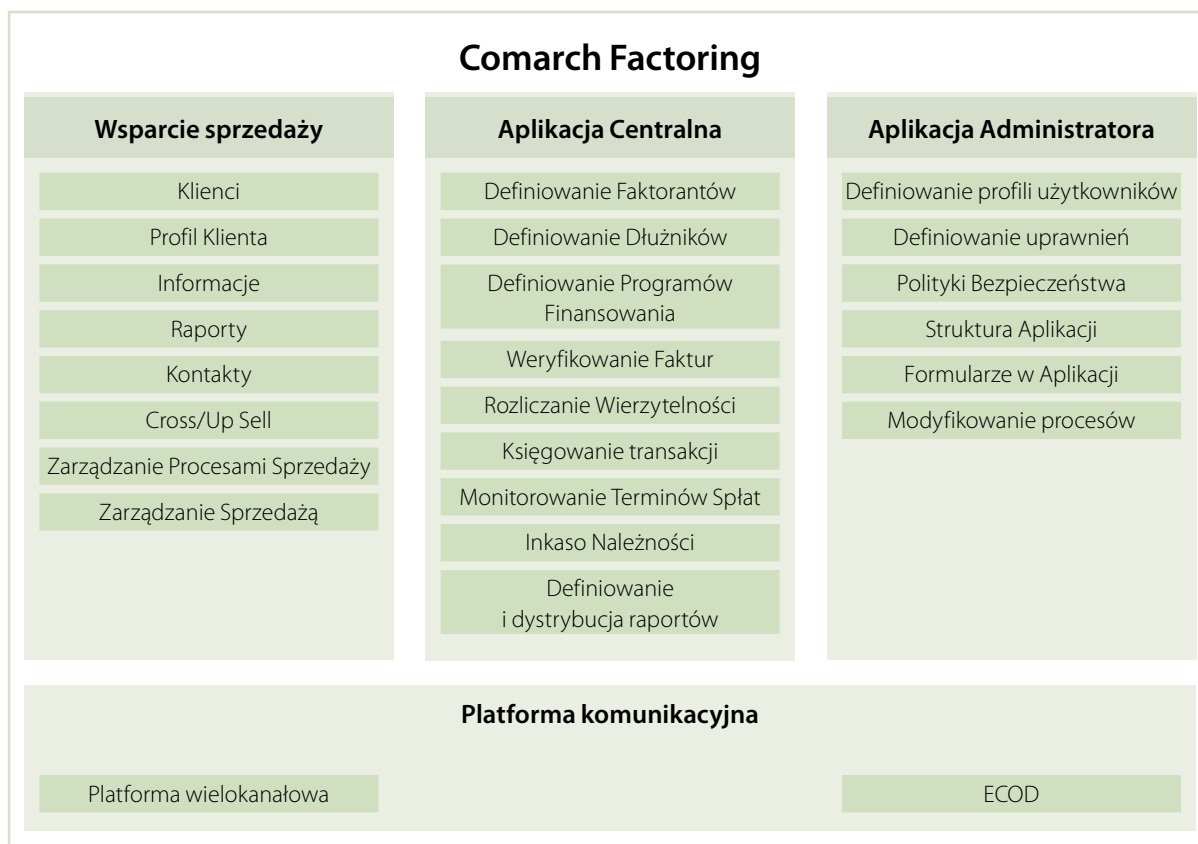 Comarch Factoring
Wsparcie sprzedaży
Klienci
Profil Klienta
Informacje
Raporty
Kontakty
Cross/Up Sell
Zarządzanie Procesami Sprzedaży
Zarządzanie Sprzedażą
Aplikacja Centralna
Definiowanie Faktorantów
Definiowanie Dłużników
Definiowanie Programów
Finansowania
Weryfikowanie Faktur
Rozliczanie Wierzytelności
Księgowanie transakcji
Monitorowanie Terminów Spłat
Inkaso Należności
Definiowanie
i dystrybucja raportów
Aplikacja Administratora
Definiowanie profili użytkowników
Definiowanie uprawnień
Polityki Bezpieczeństwa
Struktura Aplikacji
Formularze w Aplikacji
Modyfikowanie procesów
Platforma komunikacyjna
Platforma wielokanałowa
ECOD